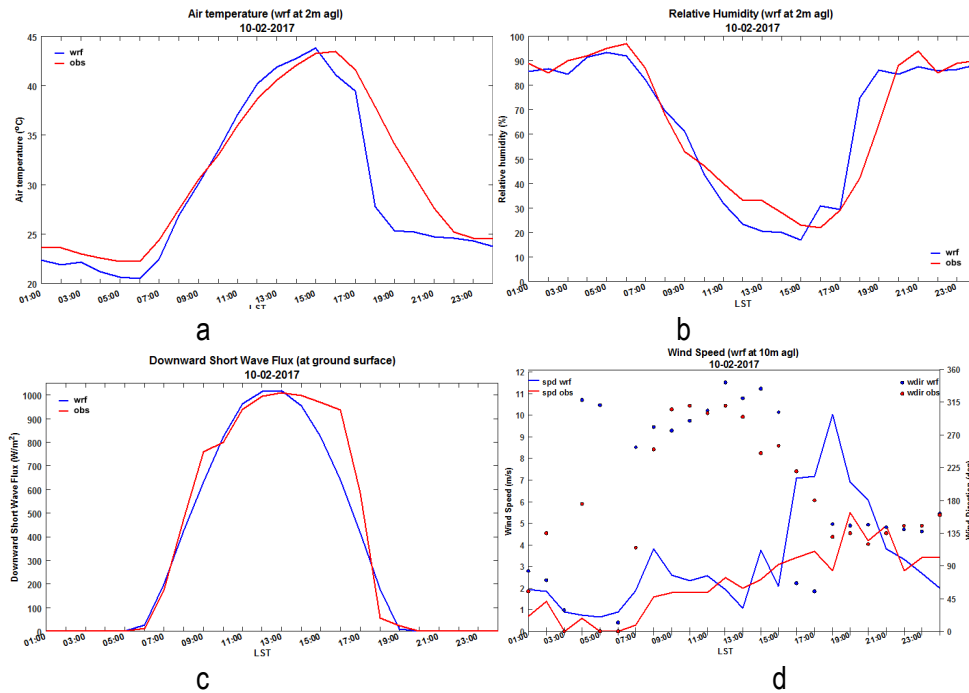 Air temperature (wrf at 2m agl)
10-02-2017
wrf
obs
Air temperature (°C)
45
40
35
30
25
20
01:00 03:00 05:00 07:00 09:00 11:00 13:00 15:00 17:00 19:00 21:00 23:00
LST
a
Relative Humidity (wrf at 2m agl)
10-02-2017
Relative humidity (%)
100
90
80
70
60
50
40
30
20
10
0
wrf
obs
01:00 03:00 05:00 07:00 09:00 11:00 13:00 15:00 17:00 19:00 21:00 23:00
LST
b
Downward Short Wave Flux (at ground surface)
10-02-2017
wrf
obs
Downward Short Wave Flux (W/m²)
1000
900
800
700
600
500
400
300
200
100
0
01:00 03:00 05:00 07:00 09:00 11:00 13:00 15:00 17:00 19:00 21:00 23:00
LST
c
Wind Speed (wrf at 10m agl)
10-02-2017
spd wrf
spd obs
wdir wrf
wdir obs
Wind Speed (m/s)
12
11
10
9
8
7
6
5
4
3
2
1
0
360
315
270
225
180
135
90
45
0
Wind Direction (deg)
01:00 03:00 05:00 07:00 09:00 11:00 13:00 15:00 17:00 19:00 21:00 23:00
LST
d